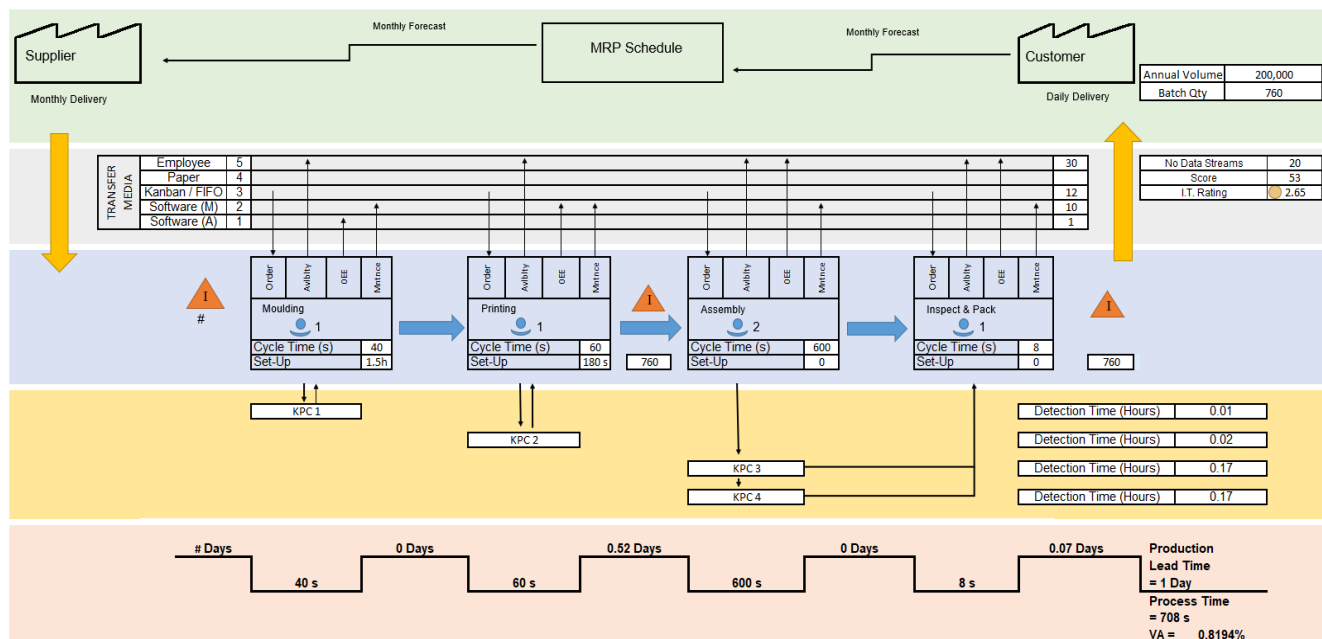 Monthly Forecast
Monthly Forecast
Supplier
MRP Schedule
Customer
Monthly Delivery
Daily Delivery
Annual Volume 200,000
Batch Qty 760
TRANSFER MEDIA
Employee 5 30
Paper 4
Kanban / FIFO 3 12
Software (M) 2 10
Software (A) 1 1
No Data Streams 20
Score 53
I.T. Rating 2.65
Order Avlblty OEE Mntnce
Order Avlblty OEE Mntnce
Order Avlblty OEE Mntnce
Order Avlblty OEE Mntnce
I
#
Moulding
1
Cycle Time (s) 40
Set-Up 1.5h
Printing
1
Cycle Time (s) 60
Set-Up 180 s
I
760
Assembly
2
Cycle Time (s) 600
Set-Up 0
Inspect & Pack
1
Cycle Time (s) 8
Set-Up 0
I
760
KPC 1
Detection Time (Hours) 0.01
KPC 2
Detection Time (Hours) 0.02
KPC 3
Detection Time (Hours) 0.17
KPC 4
Detection Time (Hours) 0.17
# Days 0 Days 0.52 Days 0 Days 0.07 Days
40 s 60 s 600 s 8 s
Production
Lead Time
= 1 Day
Process Time
= 708 s
VA = 0.8194%